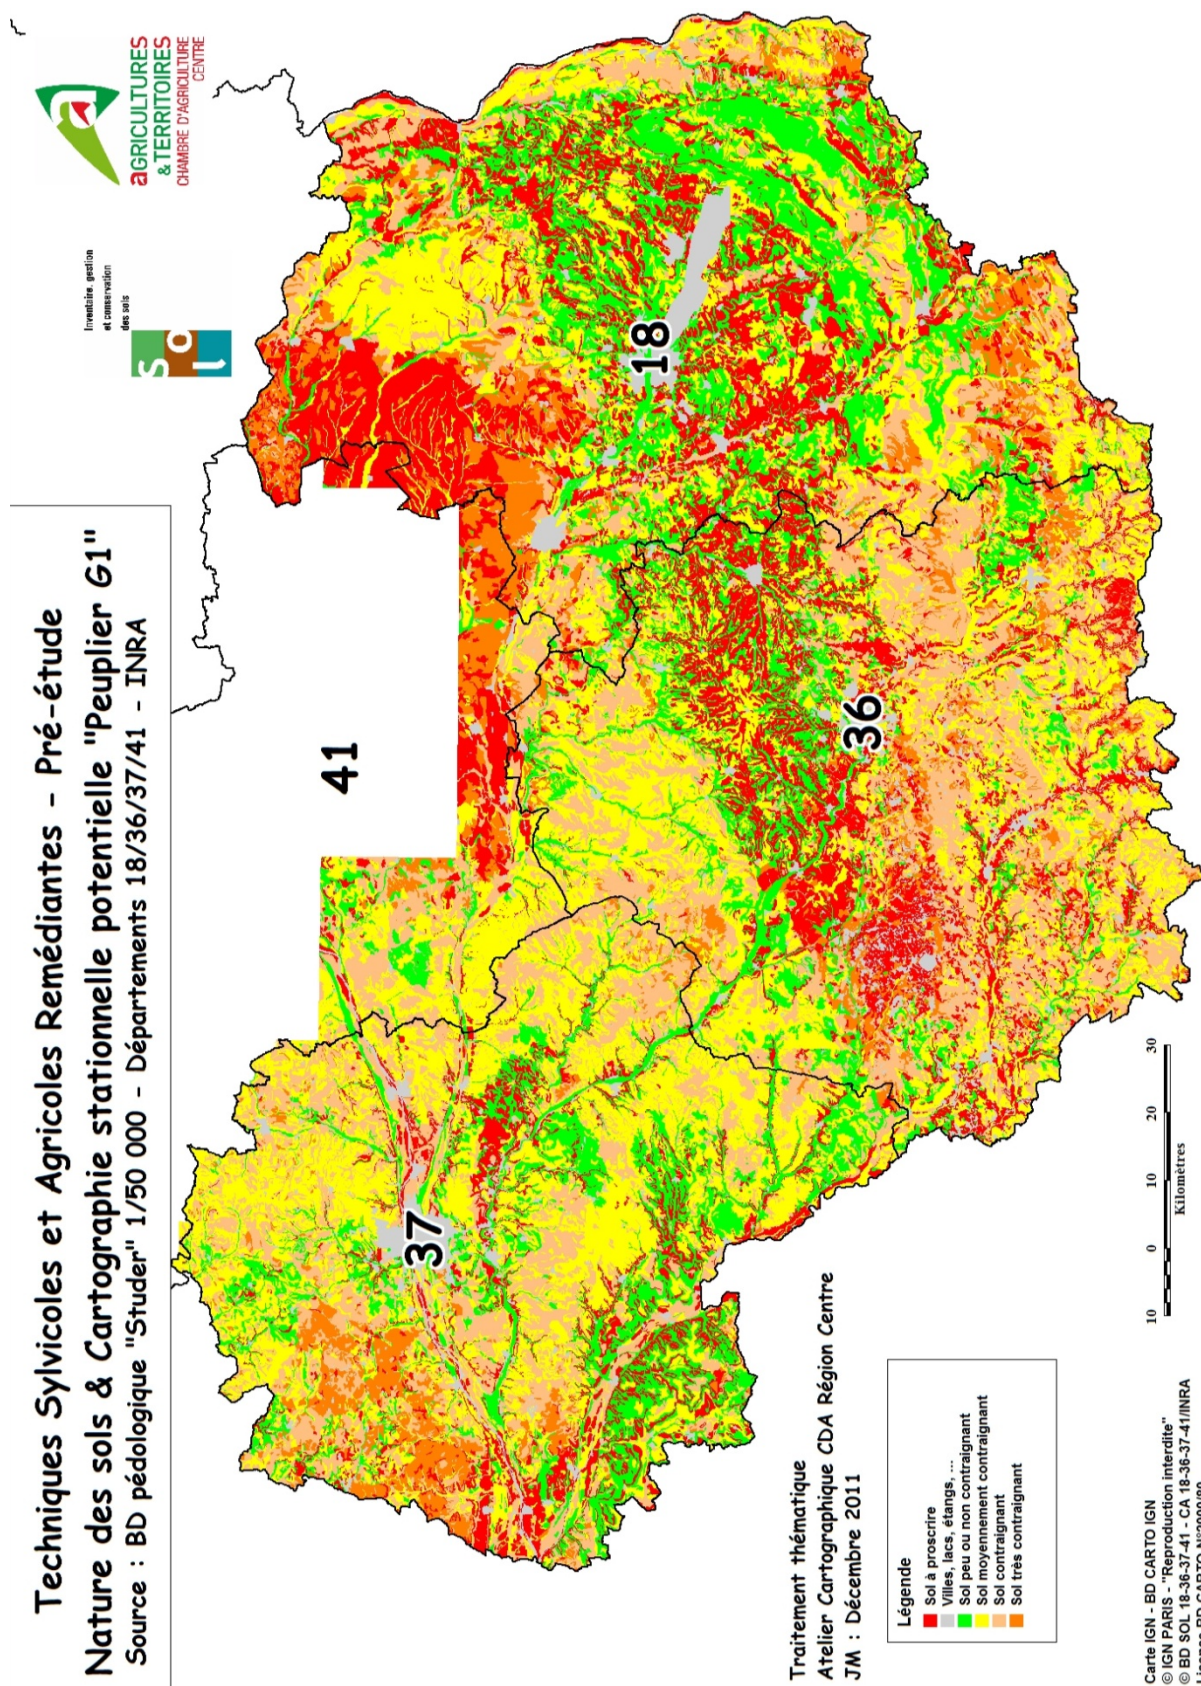 Techniques Sylvicoles et Agricoles Remédiantes - Pré-étude
Nature des sols & Cartographie stationnelle potentielle "Peuplier G1"
Source : BD pédologique "Studer" 1/50 000 - Départements 18/36/37/41 - INRA
Inventaire, gestion
et conservation
des sols
Sol
a
AGRICULTURES
& TERRITOIRES
CHAMBRE D'AGRICULTURE
CENTRE
41
37
18
36
Traitement thématique
Atelier Cartographique CDA Région Centre
JM : Décembre 2011
Légende
Sol à proscrire
Villes, lacs, étangs, ...
Sol peu ou non contraignant
Sol moyennement contraignant
Sol contraignant
Sol très contraignant
10 0 10 20 30
Kilomètres
Carte IGN - BD CARTO IGN
© IGN PARIS - "Reproduction interdite"
© BD SOL 18-36-37-41 - CA 18-36-37-41/INRA